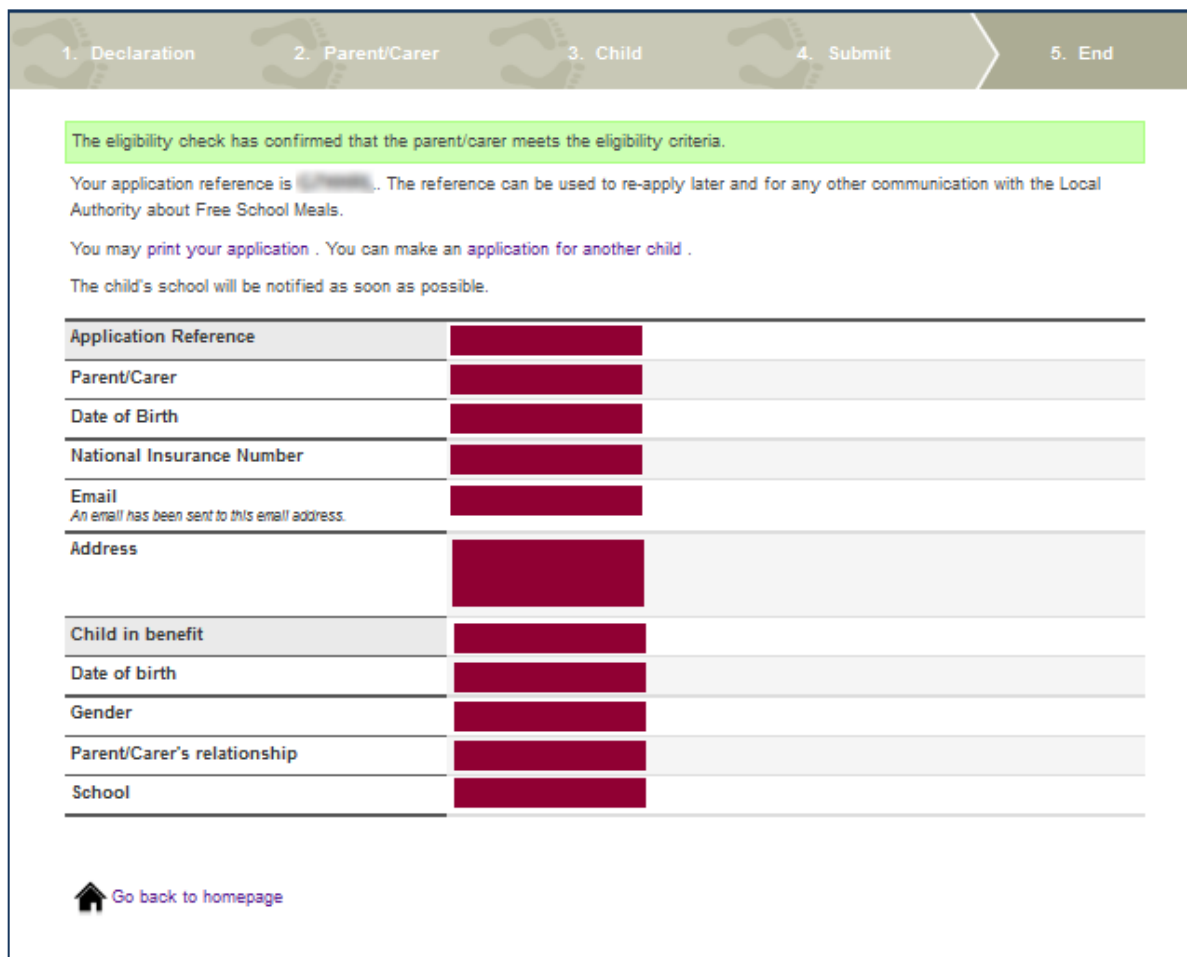 1. Declaration 2. Parent/Carer 3. Child 4. Submit 5. End
The eligibility check has confirmed that the parent/carer meets the eligibility criteria.
Your application reference is .. The reference can be used to re-apply later and for any other communication with the Local
Authority about Free School Meals.
You may print your application . You can make an application for another child .
The child's school will be notified as soon as possible.
Application Reference
Parent/Carer
Date of Birth
National Insurance Number
Email
An email has been sent to this email address.
Address
Child in benefit
Date of birth
Gender
Parent/Carer's relationship
School
Go back to homepage